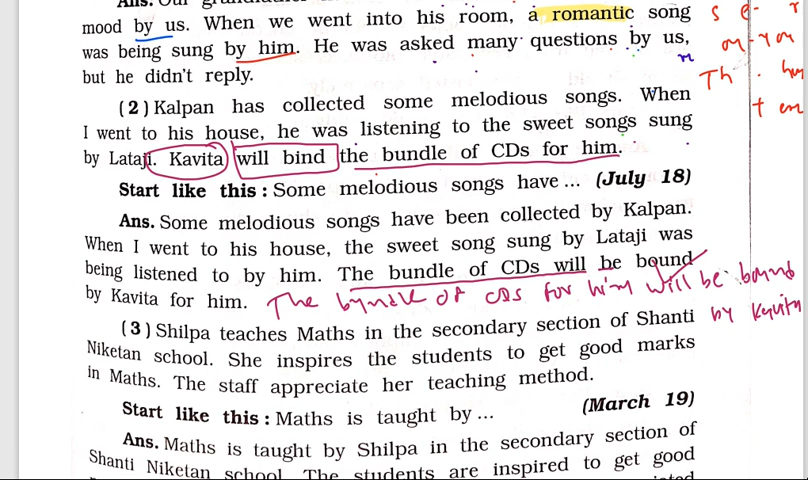 Ans. Our grand
mood by us. When we went into his room, a romantic song
was being sung by him. He was asked many questions by us,
but he didn't reply.
(2) Kalpan has collected some melodious songs. When
I went to his house, he was listening to the sweet songs sung
by Lataji. Kavita will bind the bundle of CDs for him.
Start like this : Some melodious songs have ... (July 18)
Ans. Some melodious songs have been collected by Kalpan.
When I went to his house, the sweet song sung by Lataji was
being listened to by him. The bundle of CDs will be bound
by Kavita for him. The bundle of CDs for him will be bound
by Kavita
(3) Shilpa teaches Maths in the secondary section of Shanti
Niketan school. She inspires the students to get good marks
in Maths. The staff appreciate her teaching method.
Start like this : Maths is taught by ... (March 19)
Ans. Maths is taught by Shilpa in the secondary section of
Shanti Niketan school. The students are inspired to get good